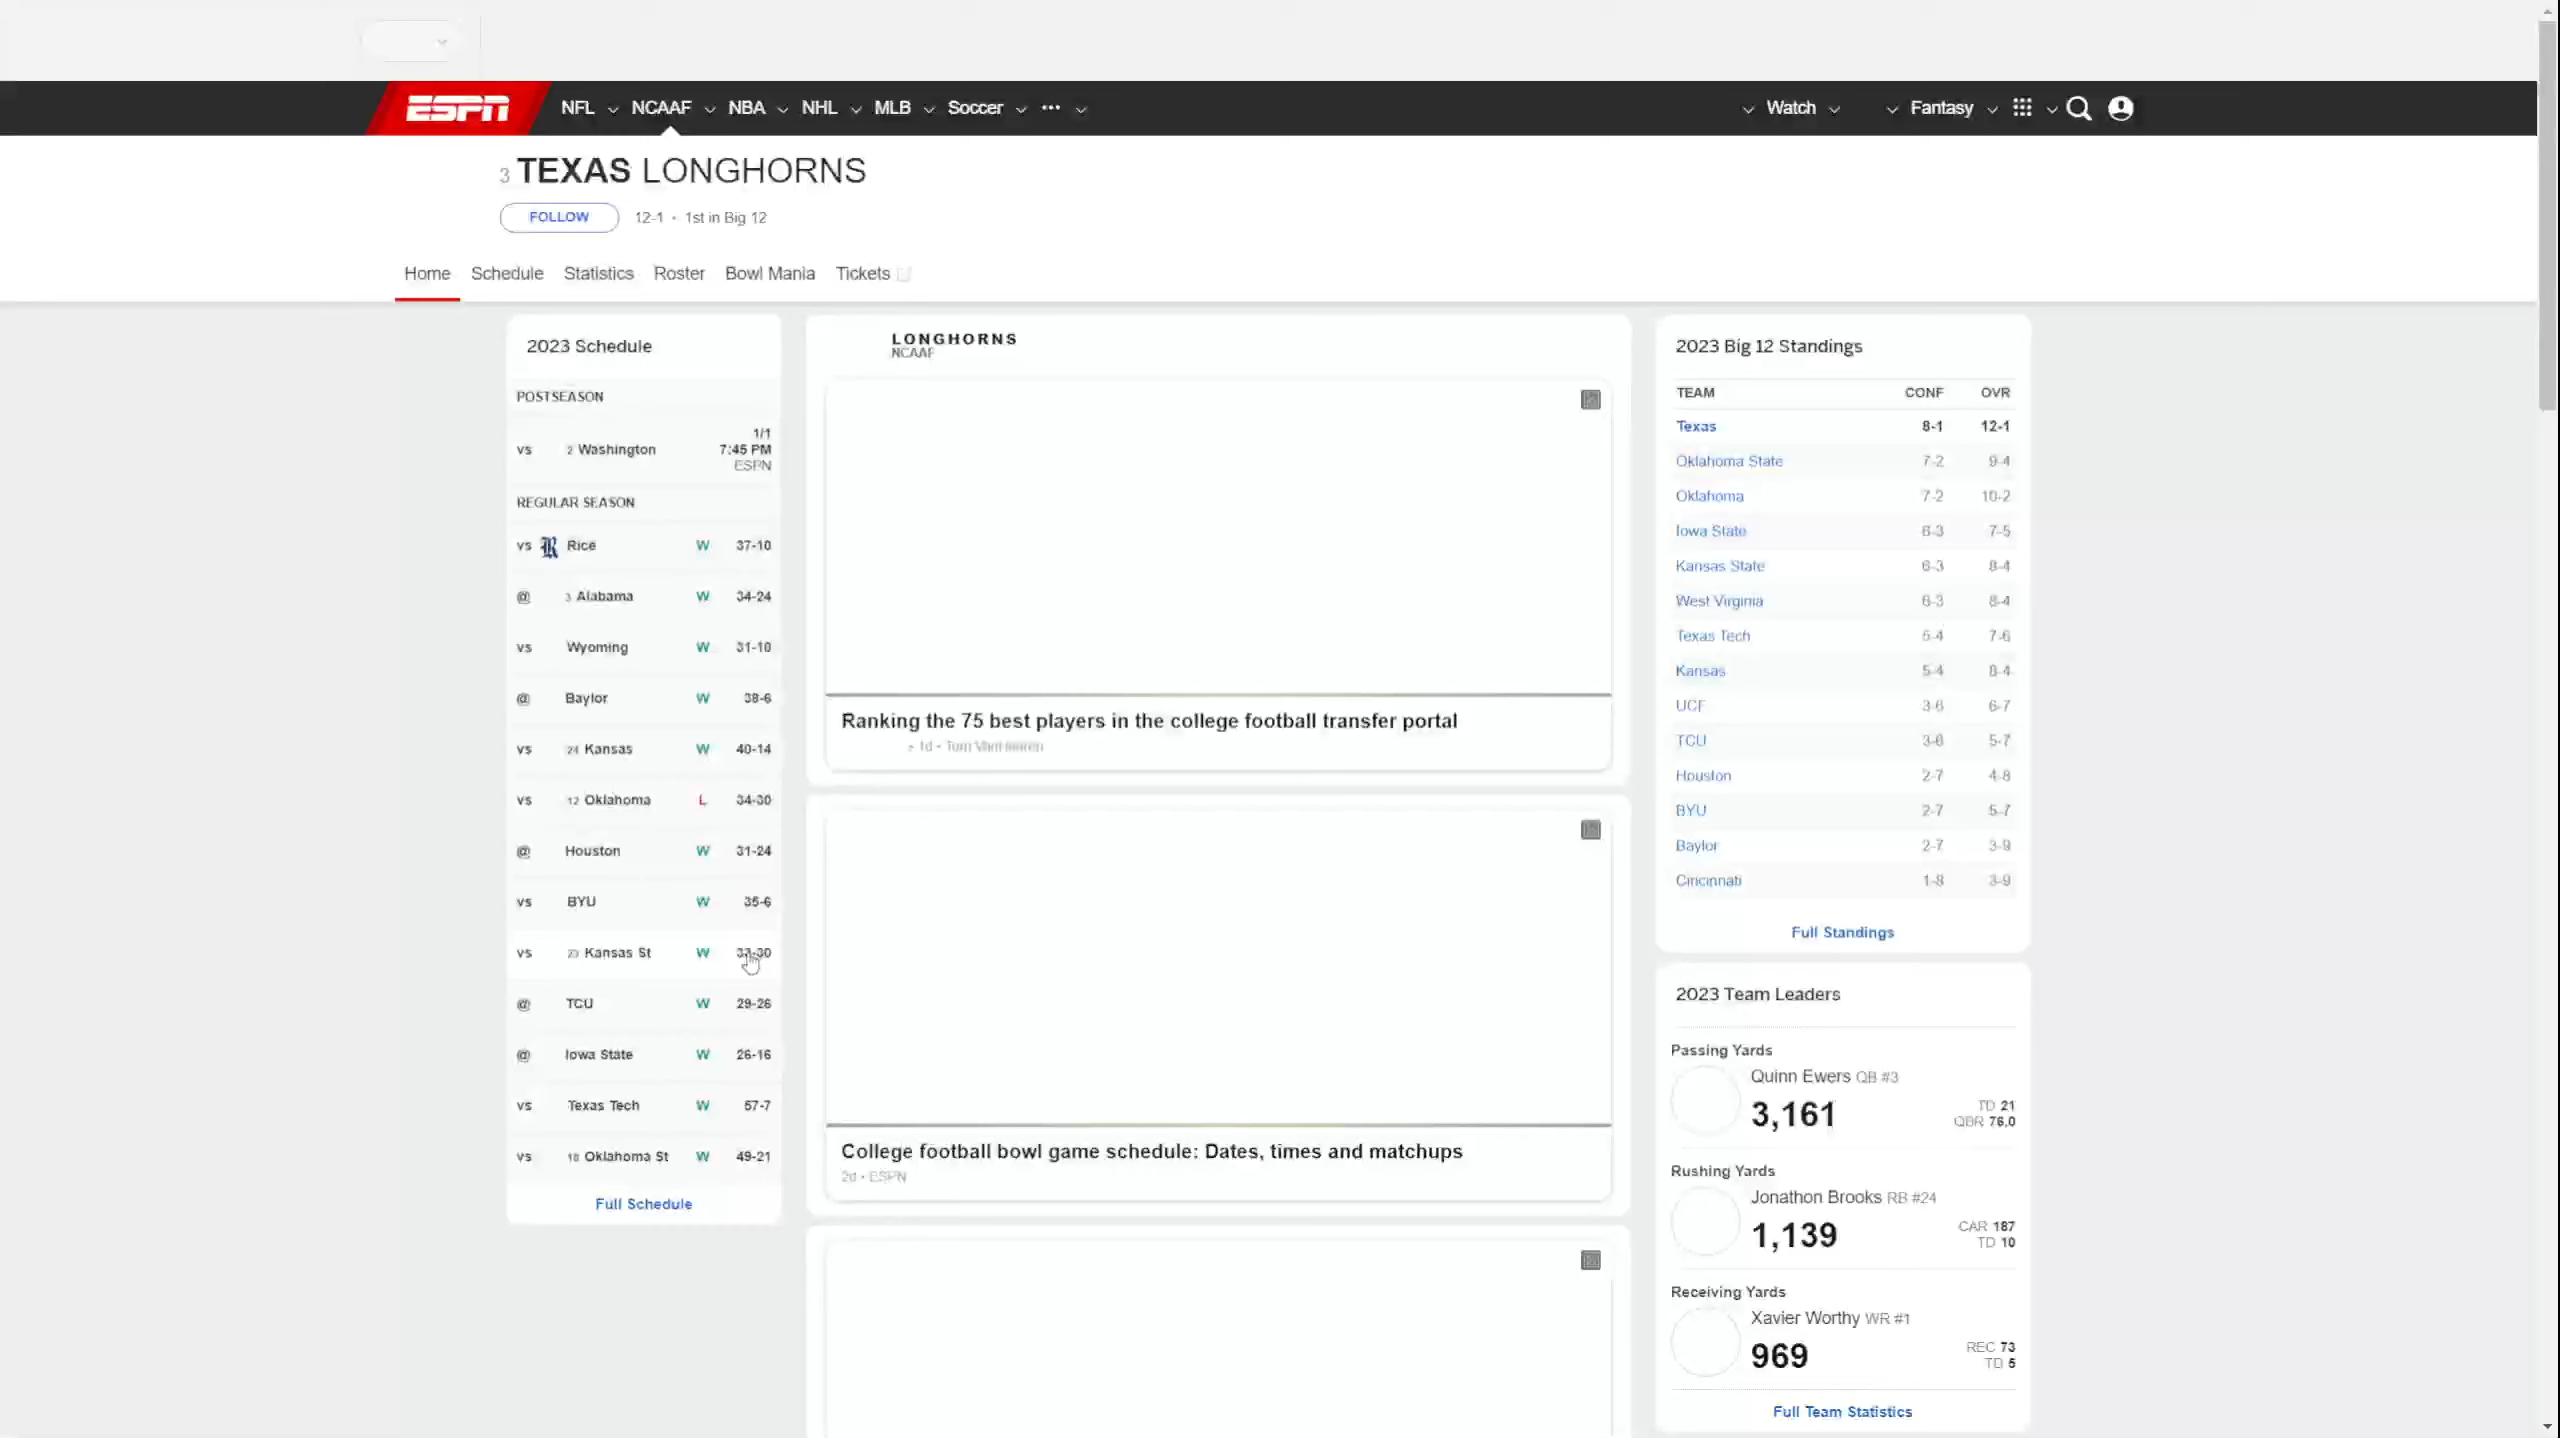 ESPN NFL NCAAF NBA NHL MLB Soccer ••• Watch Fantasy
3 TEXAS LONGHORNS
FOLLOW 12-1 • 1st in Big 12
Home Schedule Statistics Roster Bowl Mania Tickets
2023 Schedule
POSTSEASON
vs 2 Washington 1/1 7:45 PM ESPN
REGULAR SEASON
vs Rice W 37-10
@ 3 Alabama W 34-24
vs Wyoming W 31-10
@ Baylor W 38-6
vs 24 Kansas W 40-14
vs 12 Oklahoma L 34-30
@ Houston W 31-24
vs BYU W 35-6
vs Kansas St W 33-30
@ TCU W 29-26
@ Iowa State W 26-16
vs Texas Tech W 57-7
vs 18 Oklahoma St W 49-21
Full Schedule
LONGHORNS
NCAAF
Ranking the 75 best players in the college football transfer portal
1d •
College football bowl game schedule: Dates, times and matchups
2d • ESPN
2023 Big 12 Standings
TEAM CONF OVR
Texas 8-1 12-1
Oklahoma State 7-2 9-4
Oklahoma 7-2 10-2
Iowa State 6-3 7-5
Kansas State 6-3 8-4
West Virginia 6-3 8-4
Texas Tech 5-4 7-6
Kansas 5-4 8-4
UCF 3-6 6-7
TCU 3-6 5-7
Houston 2-7 4-8
BYU 2-7 5-7
Baylor 2-7 3-9
Cincinnati 1-8 3-9
Full Standings
2023 Team Leaders
Passing Yards
Quinn Ewers QB #3
3,161 TD 21
QBR 76.0
Rushing Yards
Jonathon Brooks RB #24
1,139 CAR 187
TD 10
Receiving Yards
Xavier Worthy WR #1
969 REC 73
TD 5
Full Team Statistics